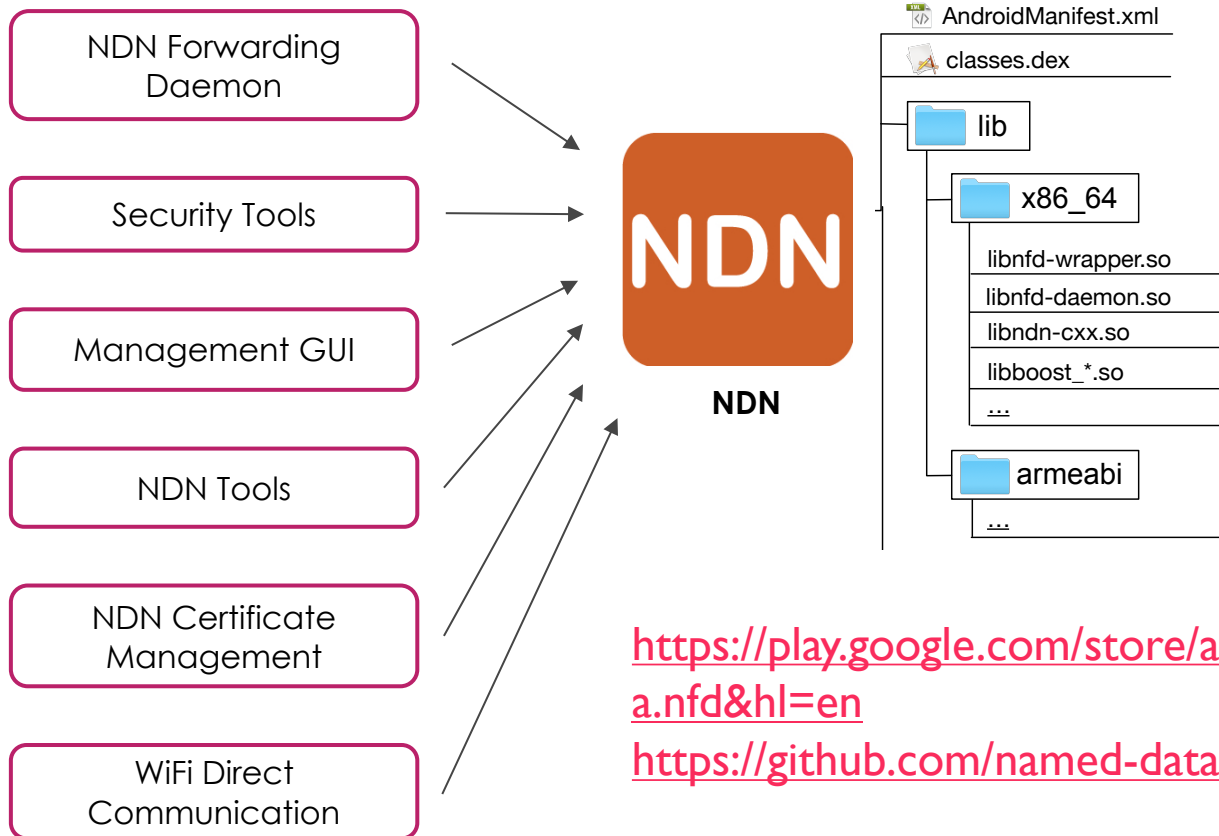 NDN Forwarding
Daemon
Security Tools
Management GUI
NDN Tools
NDN Certificate
Management
WiFi Direct
Communication
NDN
NDN
AndroidManifest.xml
classes.dex
lib
x86_64
libnfd-wrapper.so
libnfd-daemon.so
libndn-cxx.so
libboost_*.so
...
armeabi
...
https://play.google.com/store/a
a.nfd&hl=en
https://github.com/named-data